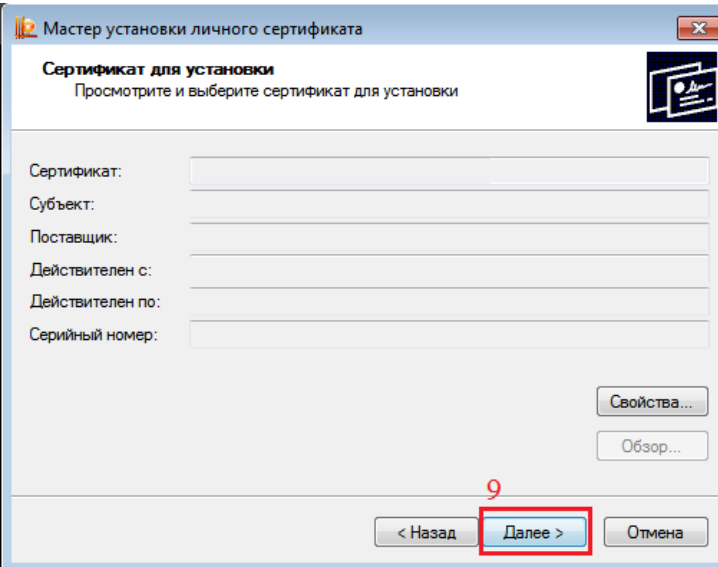 Мастер установки личного сертификата
Сертификат для установки
Просмотрите и выберите сертификат для установки
Сертификат:
Субъект:
Поставщик:
Действителен с:
Действителен по:
Серийный номер:
Свойства...
Обзор...
9
< Назад
Далее >
Отмена